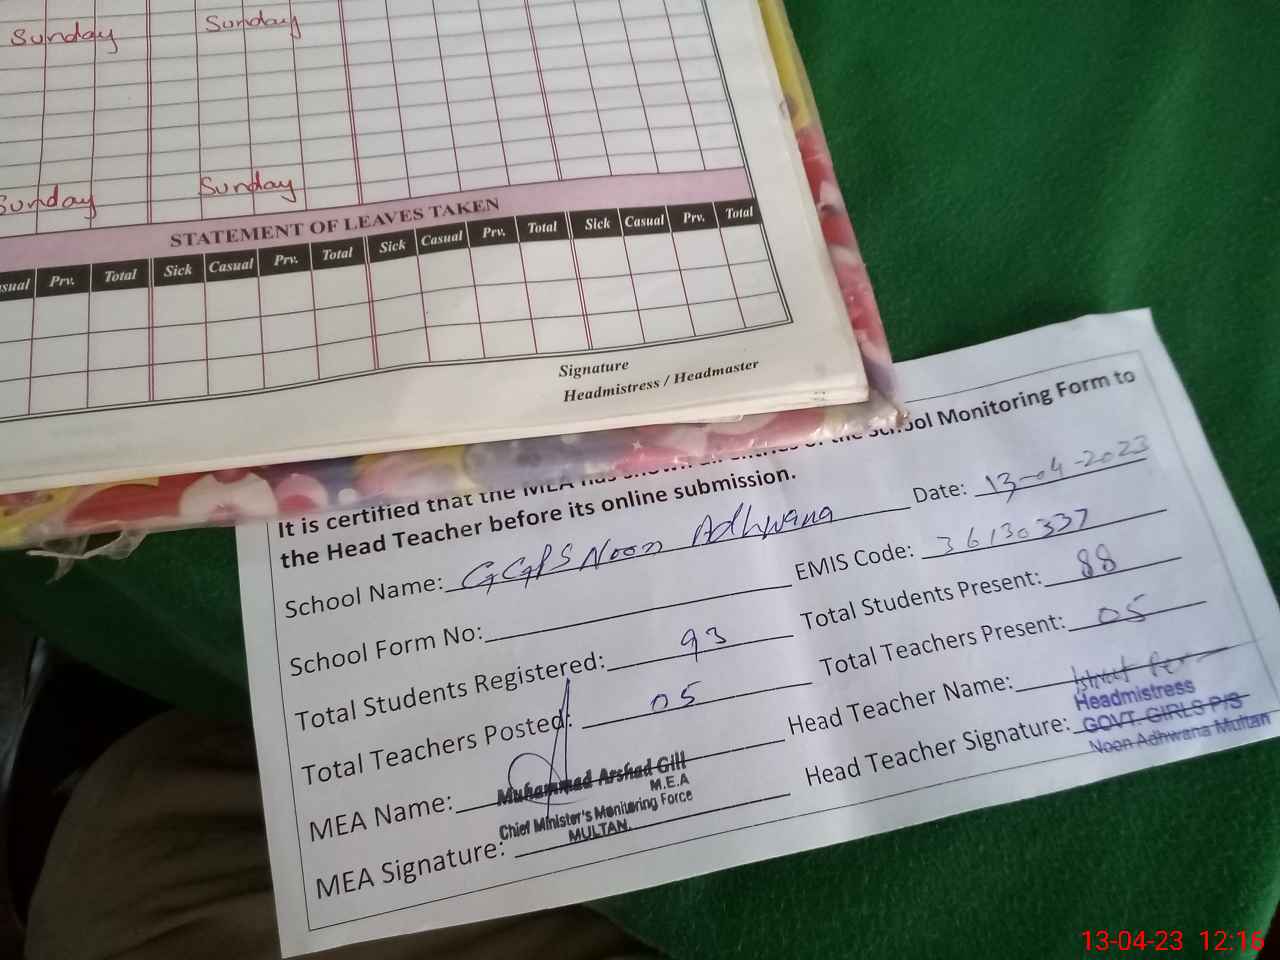 Sunday Sunday
Sunday Sunday
STATEMENT OF LEAVES TAKEN
Prv. Total Sick Casual Prv. Total Sick Casual Prv. Total Sick Casual Prv. Total
Signature
Headmistress / Headmaster
It is certified that the MEA has shown School Monitoring Form to
the Head Teacher before its online submission.
School Name: GGPS Noon Adhwana Date: 13-04-2023
School Form No: EMIS Code: 36130337
Total Students Registered: 93 Total Students Present: 88
Total Teachers Posted: 05 Total Teachers Present: 05
MEA Name: Muhammad Arshad Gill Head Teacher Name:
M.E.A
Chief Minister's Monitoring Force
MULTAN.
MEA Signature: Head Teacher Signature:
Headmistress
GOVT. GIRLS P/S
Noon Adhwana Multan
13-04-23 12:16